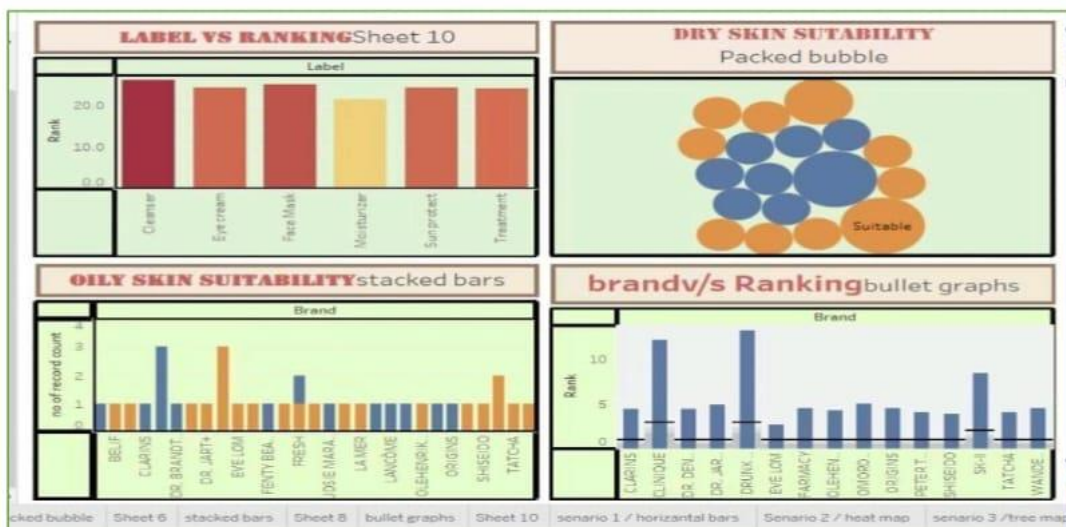 LABEL VS RANKINGSheet 10
Label
Rank
20.0
10.0
0.0
Cleanser
Eye cream
Face Mask
Moisturizer
Sunprotect
Treatment
DRY SKIN SUTABILITY
Packed bubble
Suitable
OILY SKIN SUITABILITYstacked bars
Brand
no of record count
4
3
2
1
0
BELIF
CLARINS
DR. BRANDT..
DR. JART+
EVE LOM
FENTY BEA..
FRESH
JOSIE MARA..
LA MER
LANCÔME
OLEHENRIK..
ORIGINS
SHISEIDO
TATCHA
brandv/s Rankingbullet graphs
Brand
Rank
10
5
0
CLARINS
CLINIQUE
DR. DEN..
DR. JAR..
DRUNK ..
EVE LOM
FARMACY
OLEHEN..
OMORO..
ORIGINS
PETER T..
SHISEIDO
SK-II
TATCHA
WANDE..
cked bubble
Sheet 6
stacked bars
Sheet 8
bullet graphs
Sheet 10
senario 1 / horizantal bars
Senario 2 / heat map
senario 3 /tree map